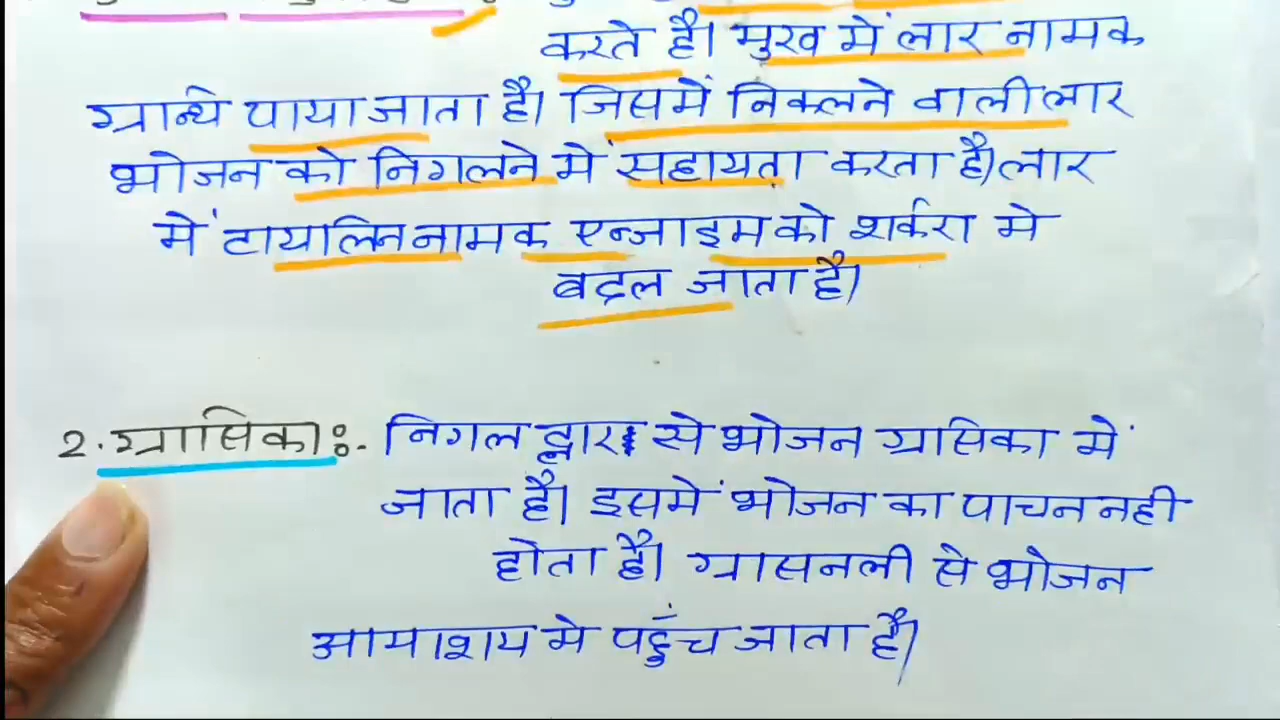 करते है। मुख में लार नामक
ग्रान्थि पाया जाता है। जिसमें निकलने वाली लार
भोजन को निगलने में सहायता करता है। लार
में टायलिन नामक एन्जाइम को शर्करा मे
बदल जाता है।
2. ग्रासिका :- निगल द्वार से भोजन ग्रसिका में
जाता है। इसमें भोजन का पाचन नही
होता है। ग्रासनली से भोजन
आमाशय मे पहुँच जाता है।